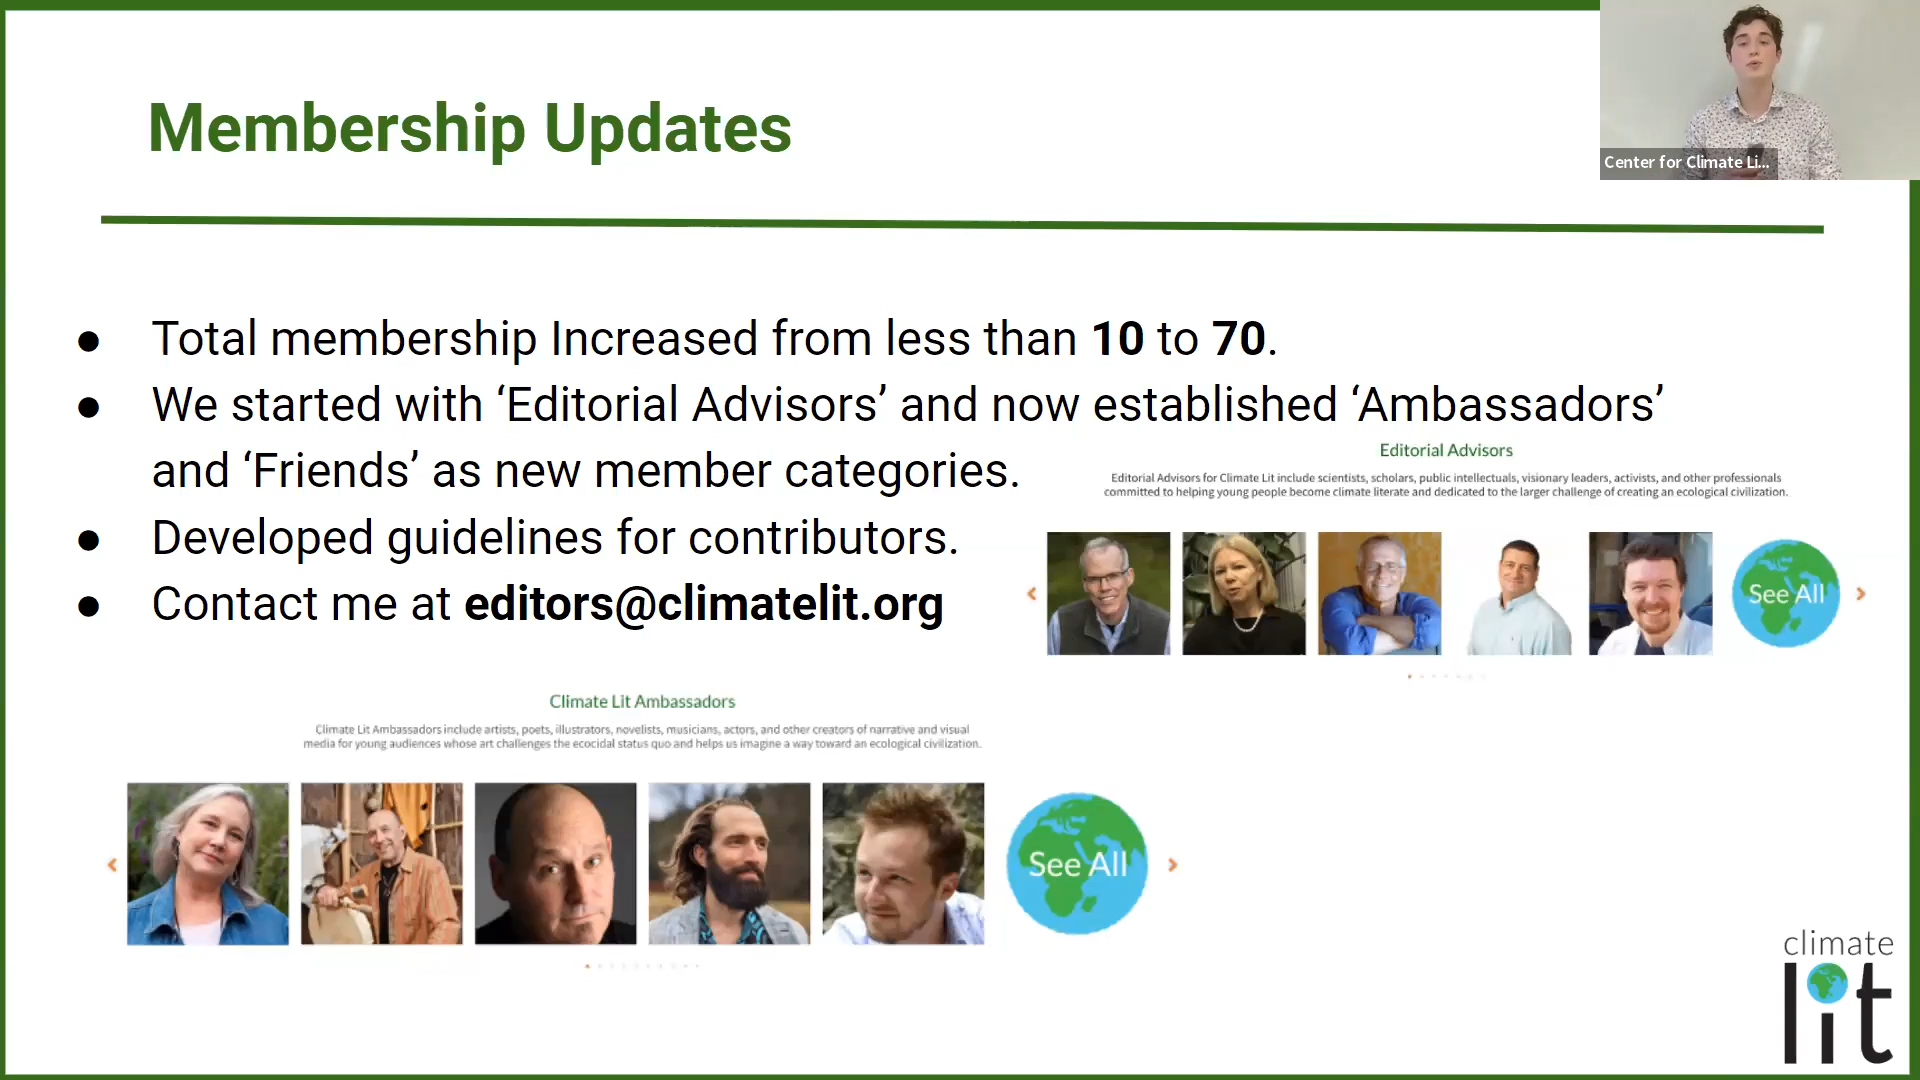 Membership Updates
Center for Climate Li...
● Total membership Increased from less than 10 to 70.
● We started with ‘Editorial Advisors’ and now established ‘Ambassadors’
and ‘Friends’ as new member categories.
● Developed guidelines for contributors.
● Contact me at editors@climatelit.org
Editorial Advisors
Editorial Advisors for Climate Lit include scientists, scholars, public intellectuals, visionary leaders, activists, and other professionals
committed to helping young people become climate literate and dedicated to the larger challenge of creating an ecological civilization.
See All
Climate Lit Ambassadors
Climate Lit Ambassadors include artists, poets, illustrators, novelists, musicians, actors, and other creators of narrative and visual
media for young audiences whose art challenges the ecocidal status quo and helps us imagine a way toward an ecological civilization.
See All
climate
lit